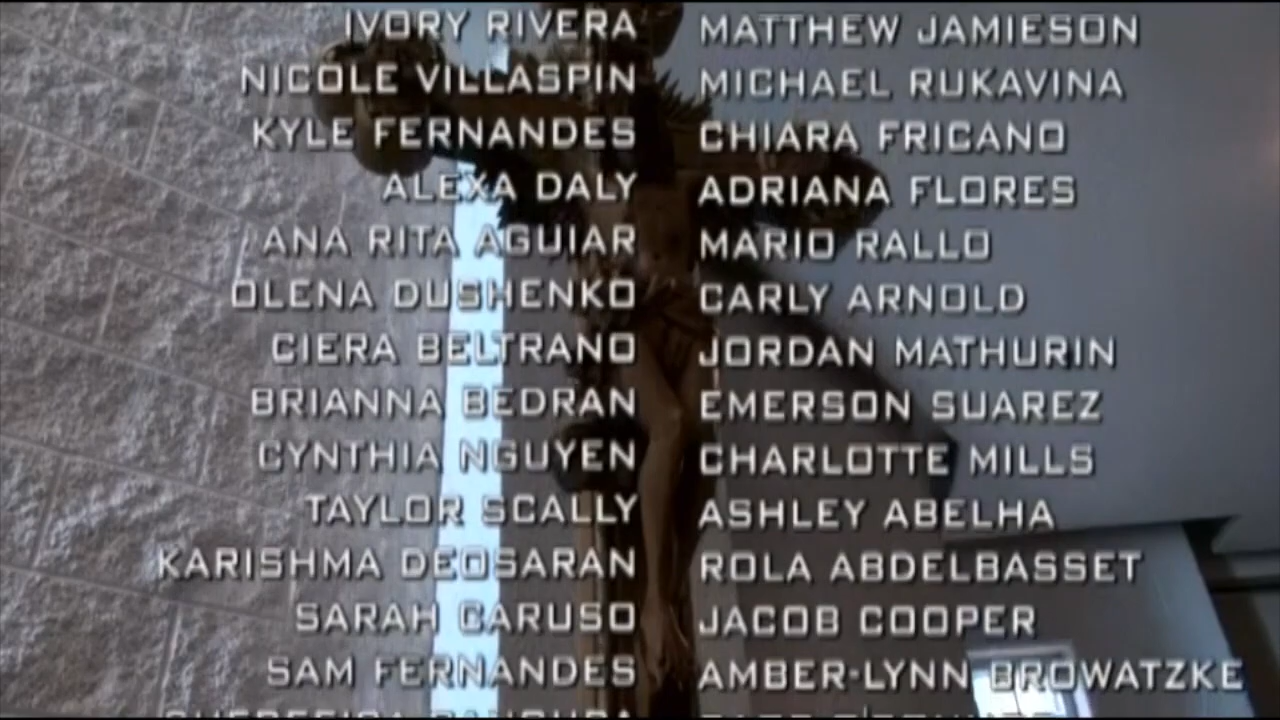 IVORY RIVERA MATTHEW JAMIESON
NICOLE VILLASPIN MICHAEL RUKAVINA
KYLE FERNANDES CHIARA FRICANO
ALEXA DALY ADRIANA FLORES
ANA RITA AGUIAR MARIO RALLO
OLENA DUSHENKO CARLY ARNOLD
CIERA BELTRANO JORDAN MATHURIN
BRIANNA BEDRAN EMERSON SUAREZ
CYNTHIA NGUYEN CHARLOTTE MILLS
TAYLOR SCALLY ASHLEY ABELHA
KARISHMA DEOSARAN ROLA ABDELBASSET
SARAH CARUSO JACOB COOPER
SAM FERNANDES AMBER-LYNN BROWATZKE